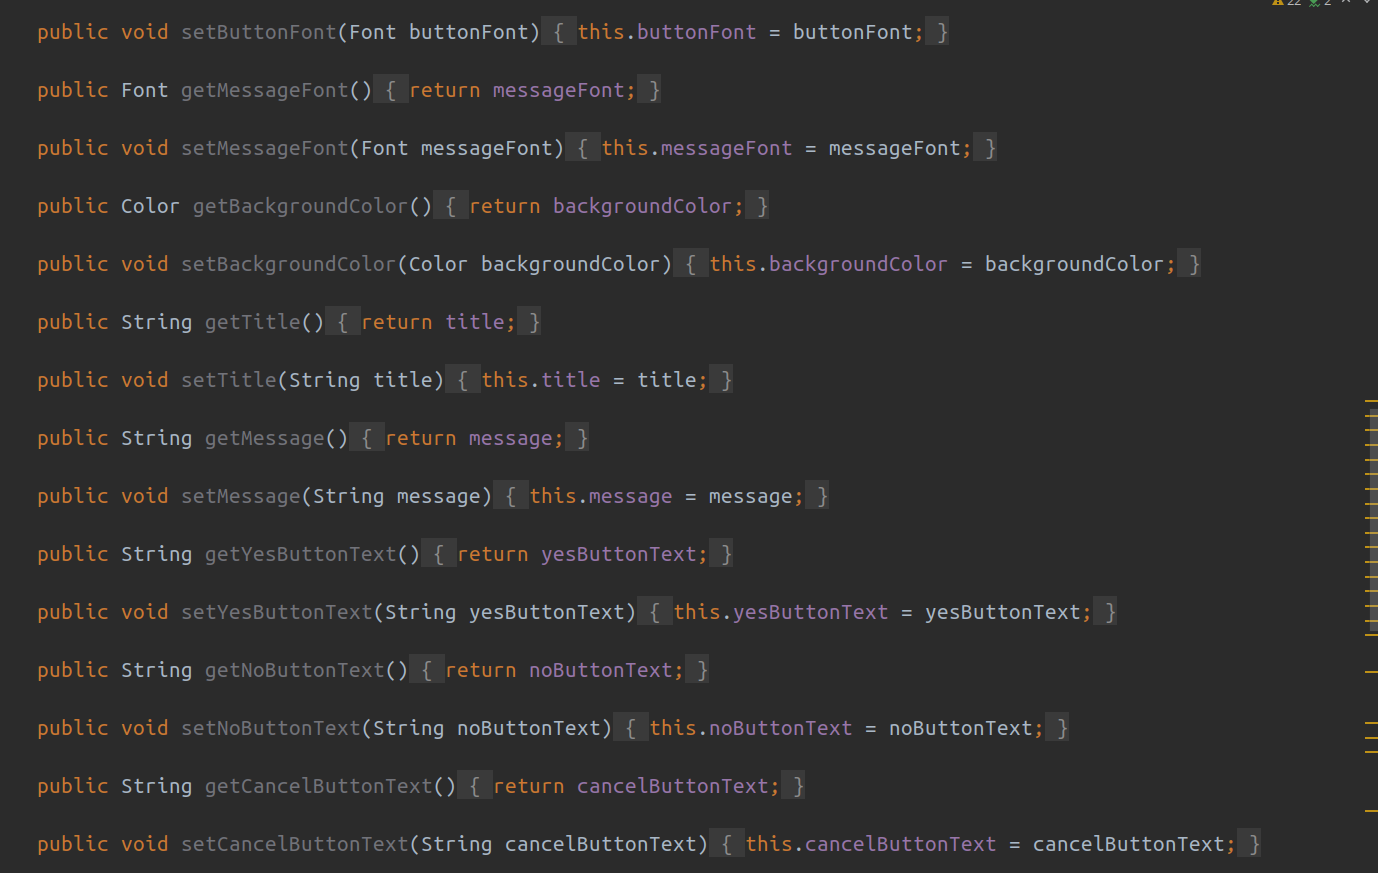 22 2
public void setButtonFont(Font buttonFont) { this.buttonFont = buttonFont; }
public Font getMessageFont() { return messageFont; }
public void setMessageFont(Font messageFont) { this.messageFont = messageFont; }
public Color getBackgroundColor() { return backgroundColor; }
public void setBackgroundColor(Color backgroundColor) { this.backgroundColor = backgroundColor; }
public String getTitle() { return title; }
public void setTitle(String title) { this.title = title; }
public String getMessage() { return message; }
public void setMessage(String message) { this.message = message; }
public String getYesButtonText() { return yesButtonText; }
public void setYesButtonText(String yesButtonText) { this.yesButtonText = yesButtonText; }
public String getNoButtonText() { return noButtonText; }
public void setNoButtonText(String noButtonText) { this.noButtonText = noButtonText; }
public String getCancelButtonText() { return cancelButtonText; }
public void setCancelButtonText(String cancelButtonText) { this.cancelButtonText = cancelButtonText; }